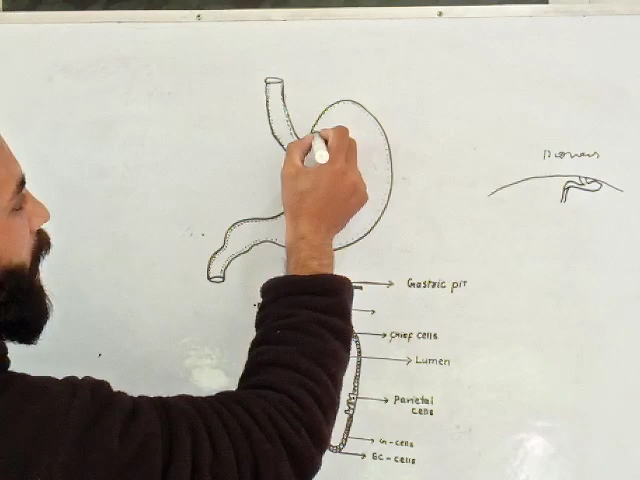 Gastric pit
Chief cells
Lumen
Parietal
cells
G-cells
EC-cells